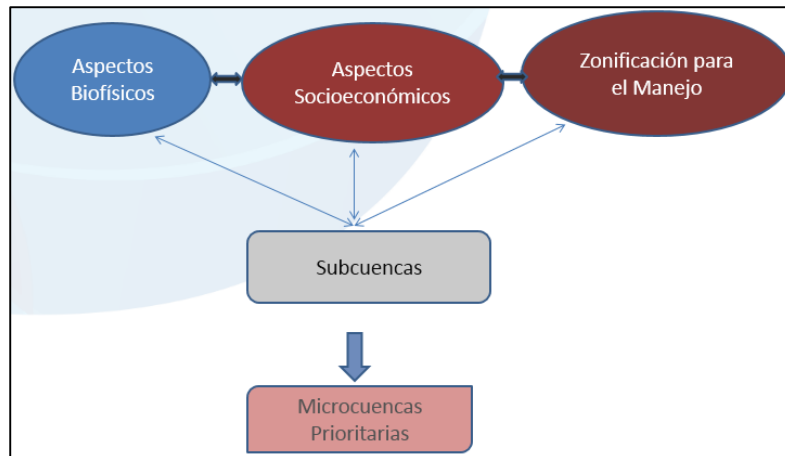 Aspectos
Biofísicos
Aspectos
Socioeconómicos
Zonificación para
el Manejo
Subcuencas
Microcuencas
Prioritarias